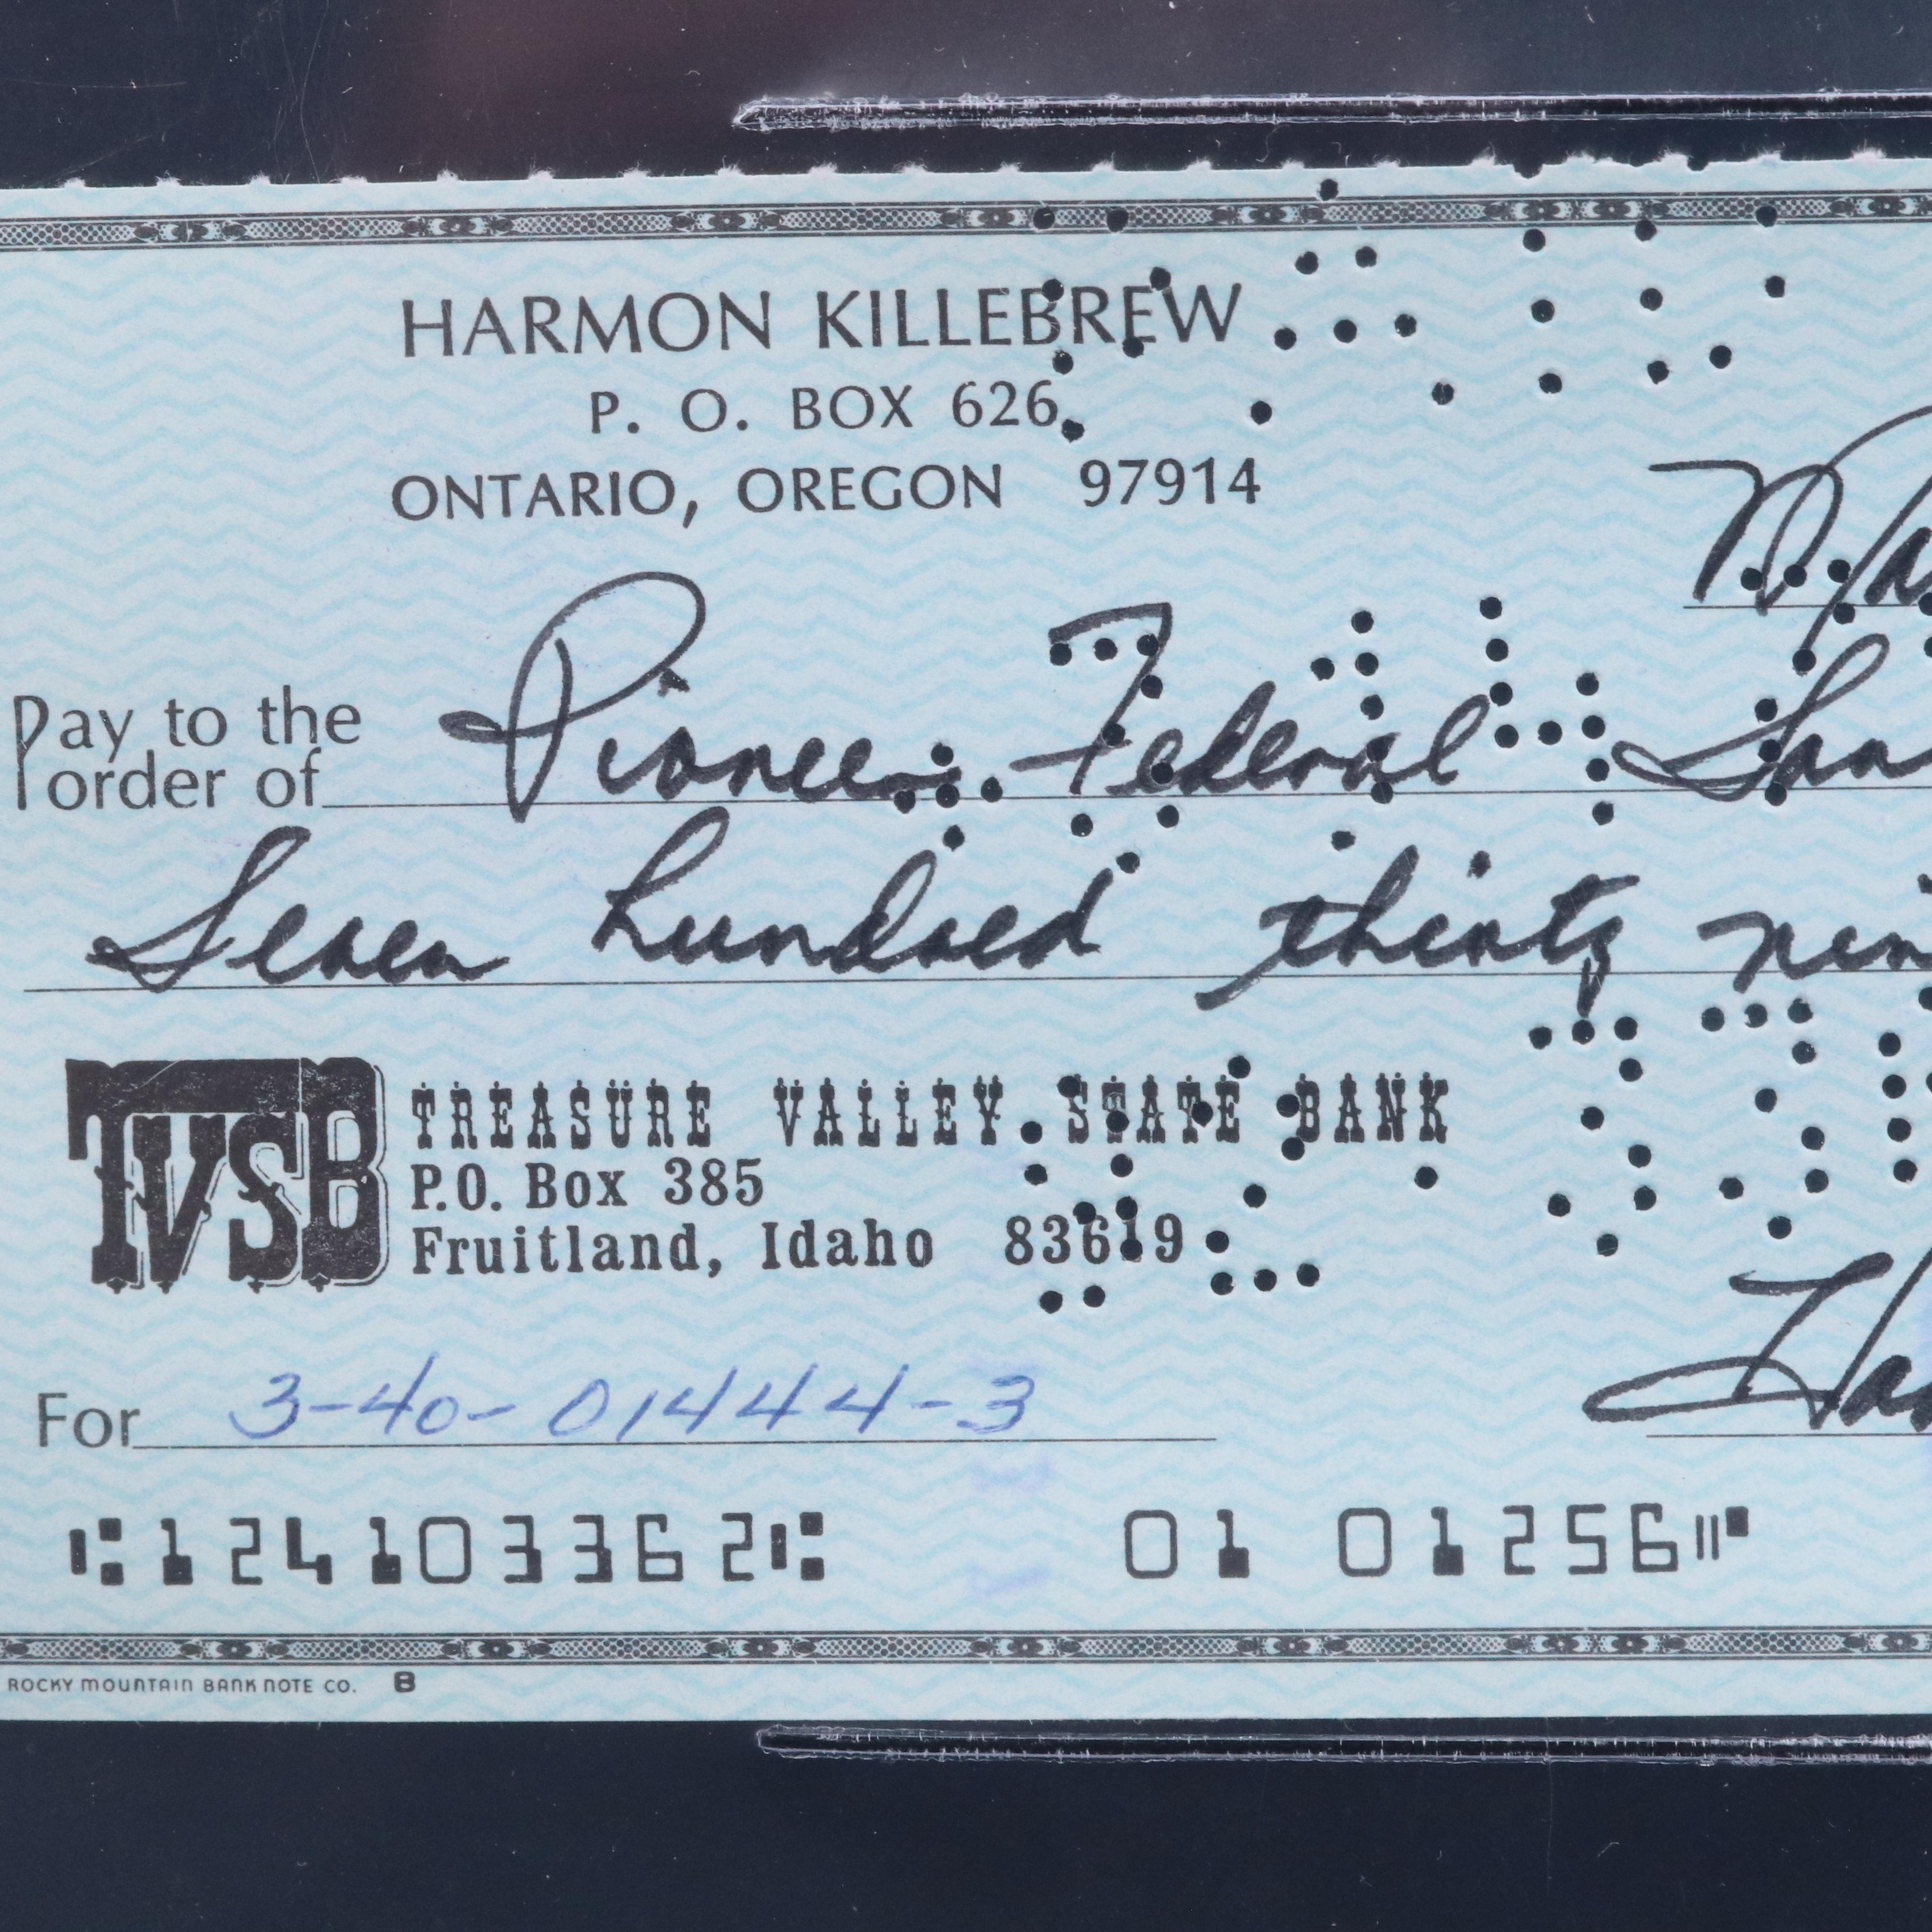 HARMON KILLEBREW
P. O. BOX 626
ONTARIO, OREGON 97914
Pay to the order of Pioneer Federal
Seven hundred thirty
TVSB
TREASURE VALLEY STATE BANK
P.O. Box 385
Fruitland, Idaho 83619
For 3-40-01444-3
⑆124103362⑆ 01 01256⑈
ROCKY MOUNTAIN BANK NOTE CO. B